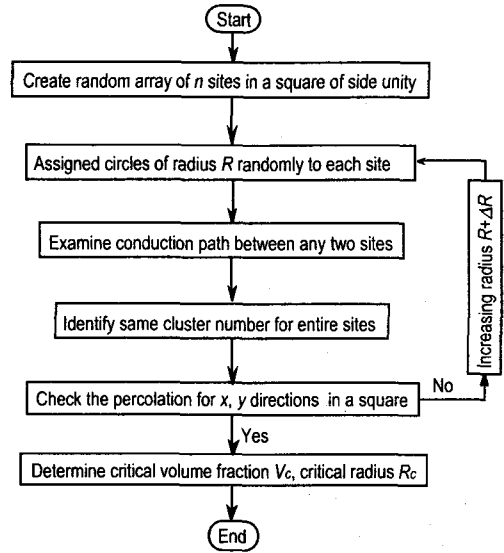 Start
Create random array of n sites in a square of side unity
Assigned circles of radius R randomly to each site
Examine conduction path between any two sites
Identify same cluster number for entire sites
Check the percolation for x, y directions in a square
No
Increasing radius R+ΔR
Yes
Determine critical volume fraction Vc, critical radius Rc
End